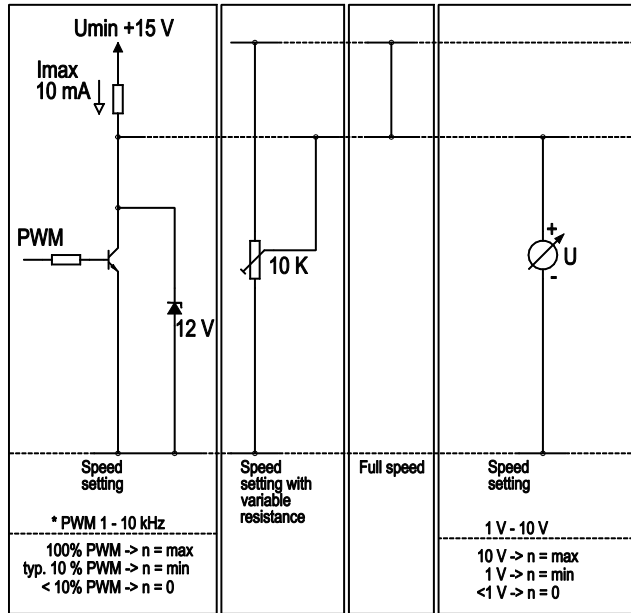 Umin +15 V
Imax
10 mA
PWM
12 V
Speed
setting
* PWM 1 - 10 kHz
100% PWM -> n = max
typ. 10 % PWM -> n = min
< 10% PWM -> n = 0
10 K
Speed
setting with
variable
resistance
Full speed
+
U
-
Speed
setting
1 V - 10 V
10 V -> n = max
1 V -> n = min
<1 V -> n = 0